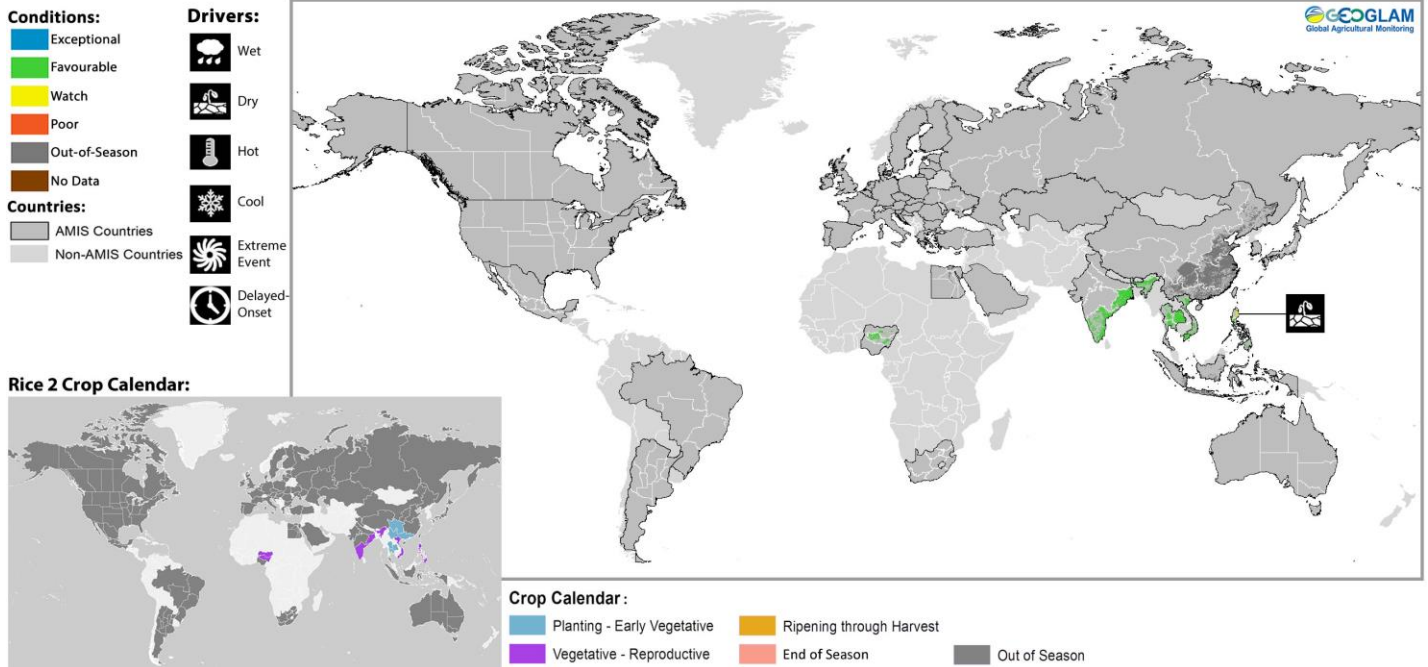 Conditions:
Exceptional
Favourable
Watch
Poor
Out-of-Season
No Data
Countries:
AMIS Countries
Non-AMIS Countries
Drivers:
Wet
Dry
Hot
Cool
Extreme
Event
Delayed-
Onset
GEOGLAM
Global Agricultural Monitoring
Rice 2 Crop Calendar:
Crop Calendar :
Planting - Early Vegetative
Ripening through Harvest
Vegetative - Reproductive
End of Season
Out of Season